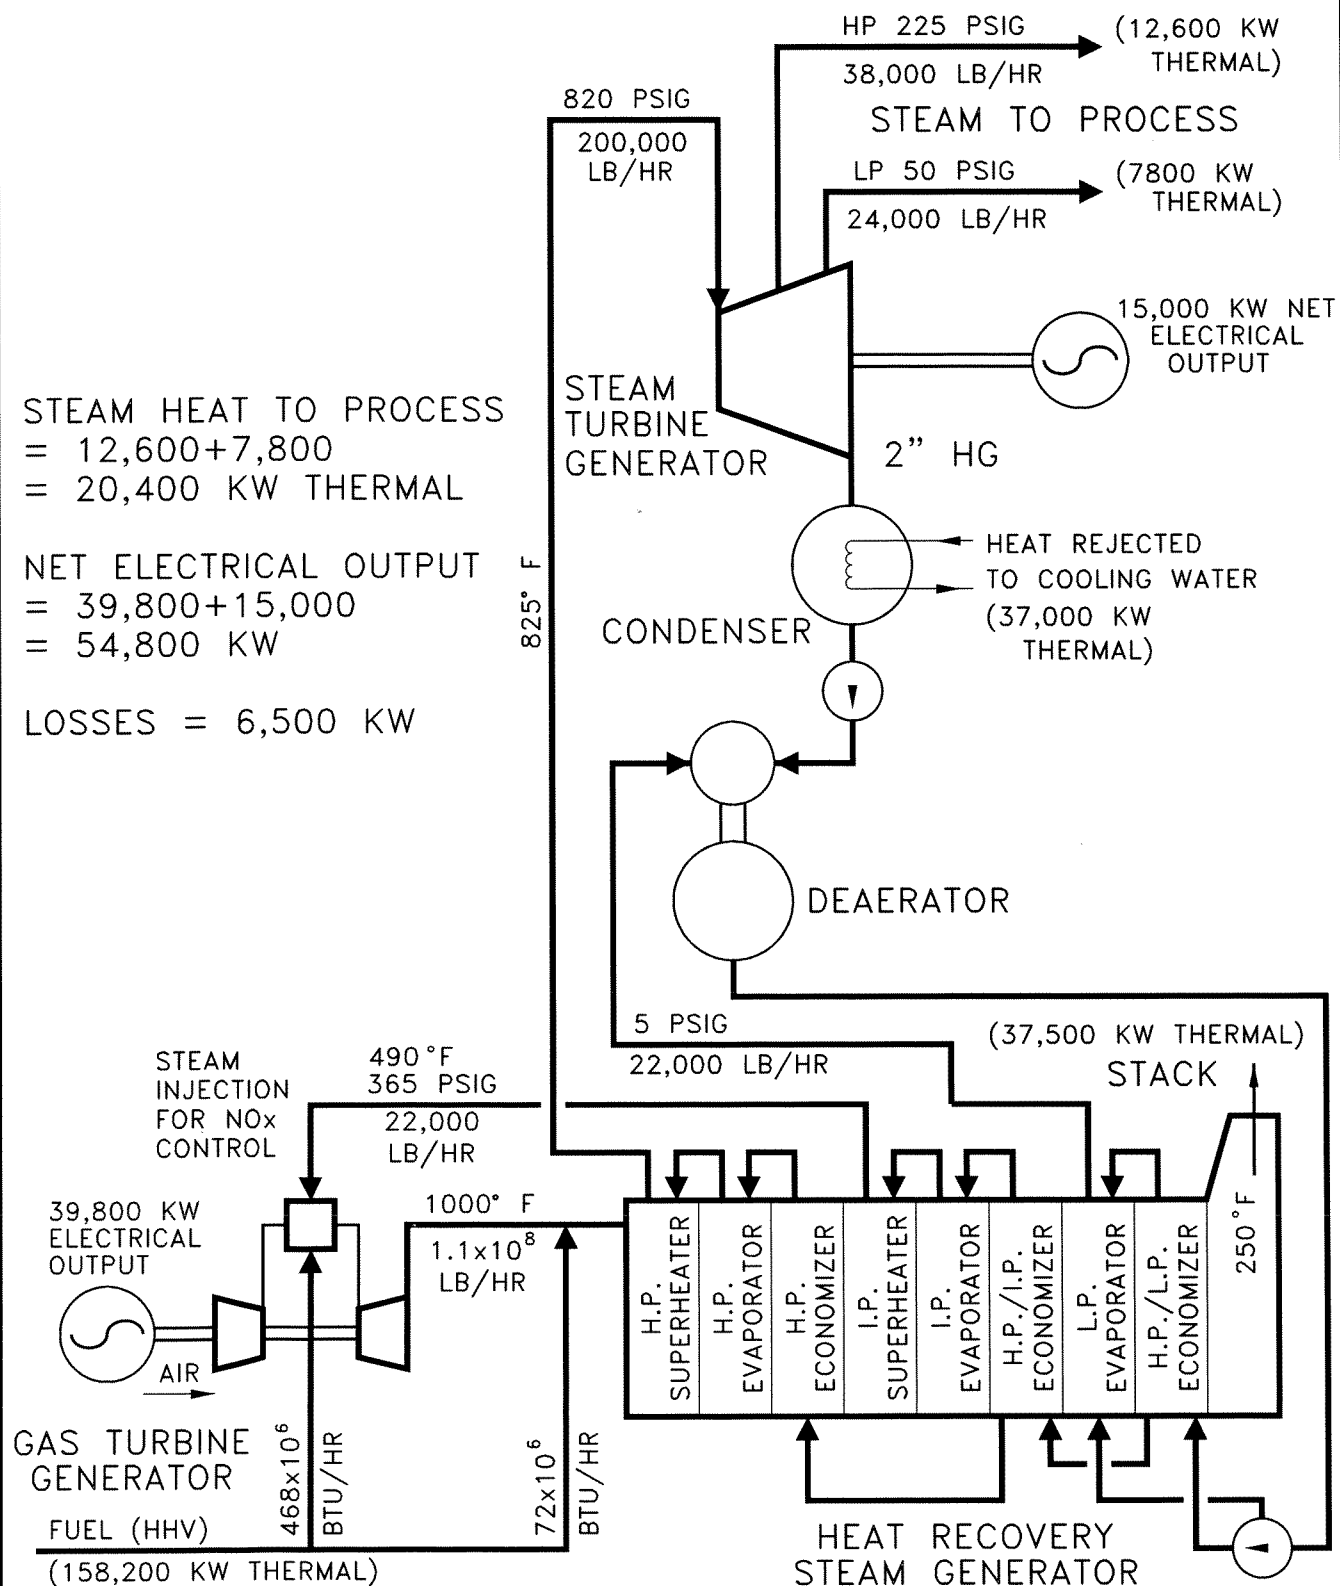 HP 225 PSIG
38,000 LB/HR
(12,600 KW
THERMAL)
STEAM TO PROCESS
820 PSIG
200,000
LB/HR
LP 50 PSIG
24,000 LB/HR
(7800 KW
THERMAL)
15,000 KW NET
ELECTRICAL
OUTPUT
STEAM
TURBINE
GENERATOR
2” HG
STEAM HEAT TO PROCESS
= 12,600+7,800
= 20,400 KW THERMAL
NET ELECTRICAL OUTPUT
= 39,800+15,000
= 54,800 KW
LOSSES = 6,500 KW
825° F
HEAT REJECTED
TO COOLING WATER
(37,000 KW
THERMAL)
CONDENSER
DEAERATOR
5 PSIG
22,000 LB/HR
(37,500 KW THERMAL)
STACK
STEAM
INJECTION
FOR NOx
CONTROL
490°F
365 PSIG
22,000
LB/HR
39,800 KW
ELECTRICAL
OUTPUT
1000° F
1.1x10⁸
LB/HR
AIR
GAS TURBINE
GENERATOR
468x10⁶
BTU/HR
72x10⁶
BTU/HR
FUEL (HHV)
(158,200 KW THERMAL)
H.P.
SUPERHEATER
H.P.
EVAPORATOR
H.P.
ECONOMIZER
I.P.
SUPERHEATER
I.P.
EVAPORATOR
H.P./I.P.
ECONOMIZER
L.P.
EVAPORATOR
H.P./L.P.
ECONOMIZER
250°F
HEAT RECOVERY
STEAM GENERATOR